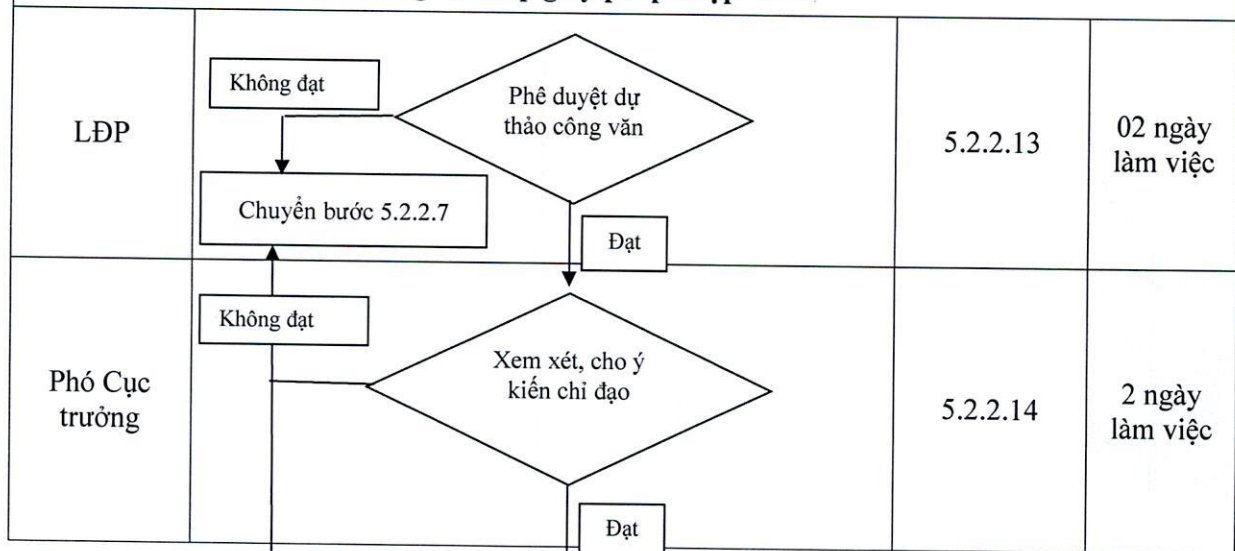 LĐP
Không đạt
Phê duyệt dự
thảo công văn
Chuyển bước 5.2.2.7
Đạt
5.2.2.13
02 ngày
làm việc
Phó Cục
trưởng
Không đạt
Xem xét, cho ý
kiến chỉ đạo
Đạt
5.2.2.14
2 ngày
làm việc